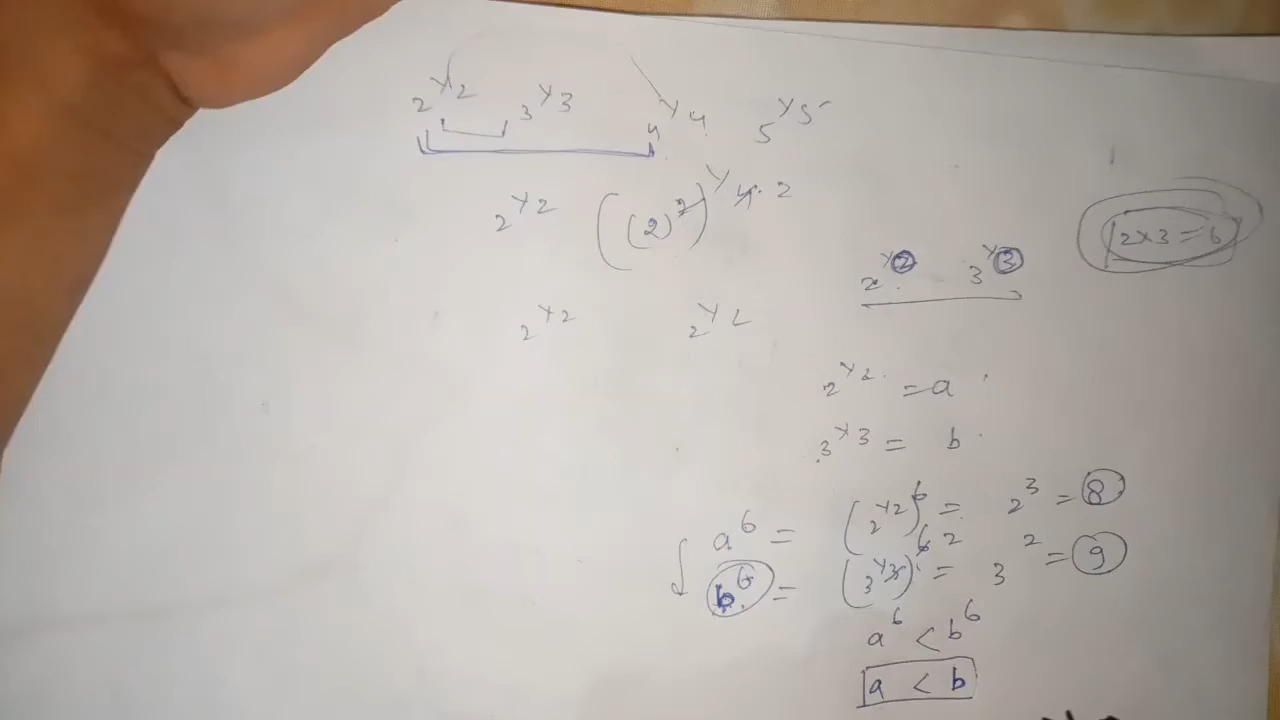 2^1/2 3^1/3 4^1/4 5^1/5
2^1/2 ((2)^2)^1/4·2
2×3=6
2^1/2 3^1/3
2^1/2 2^1/2
2^1/2 = a
3^1/3 = b
a^6 = (2^1/2)^6 = 2^3 = 8
b^6 = (3^1/3)^6 2 = 3^2 = 9
a^6 < b^6
a < b